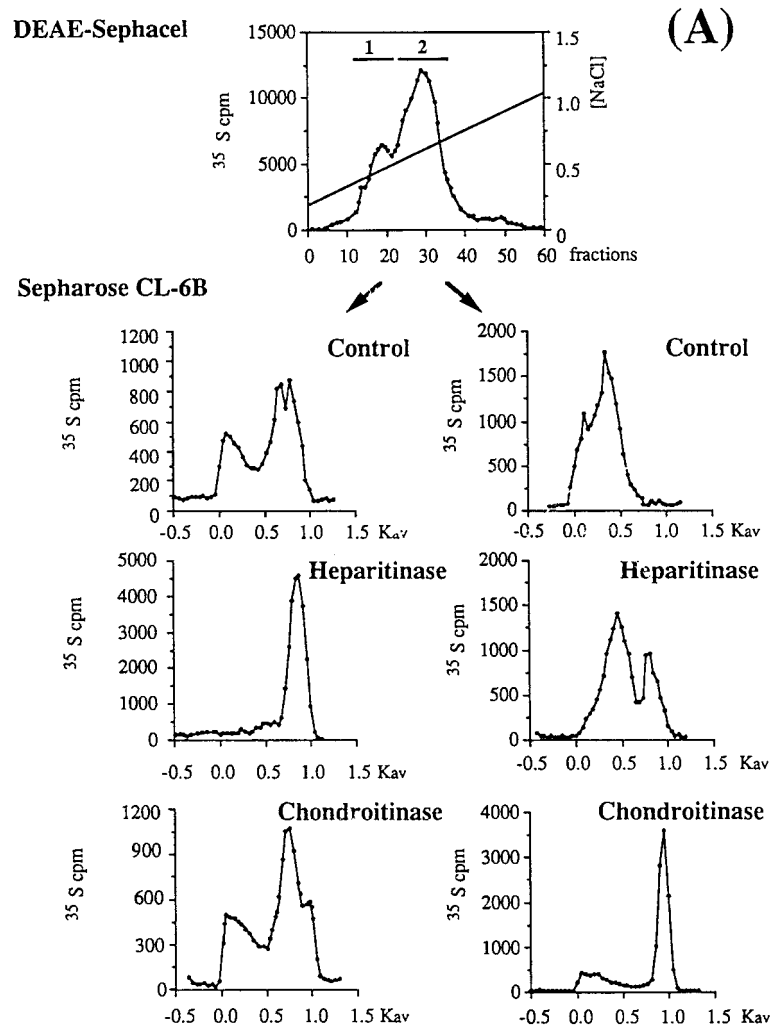 DEAE-Sephacel
(A)
1 2
15000
10000
5000
0
35 S cpm
1.5
1.0
0.5
0
[NaCl]
0 10 20 30 40 50 60 fractions
Sepharose CL-6B
Control
1200
1000
800
600
400
200
0
35 S cpm
-0.5 0.0 0.5 1.0 1.5 Kav
Control
2000
1500
1000
500
0
35 S cpm
-0.5 0.0 0.5 1.0 1.5 Kav
Heparitinase
5000
4000
3000
2000
1000
0
35 S cpm
-0.5 0.0 0.5 1.0 1.5 Kav
Heparitinase
2000
1500
1000
500
0
35 S cpm
-0.5 0.0 0.5 1.0 1.5 Kav
Chondroitinase
1200
900
600
300
0
35 S cpm
-0.5 0.0 0.5 1.0 1.5 Kav
Chondroitinase
4000
3000
2000
1000
0
35 S cpm
-0.5 0.0 0.5 1.0 1.5 Kav